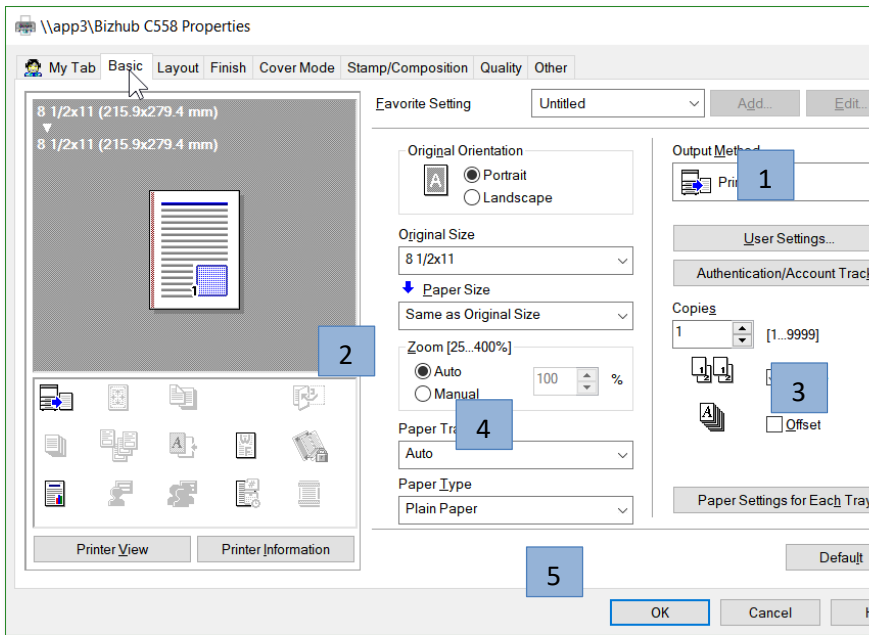 \\app3\Bizhub C558 Properties
My Tab Basic Layout Finish Cover Mode Stamp/Composition Quality Other
8 1/2x11 (215.9x279.4 mm)
8 1/2x11 (215.9x279.4 mm)
1
Printer View Printer Information
Favorite Setting Untitled Add... Edit...
Original Orientation
A Portrait
Landscape
Original Size
8 1/2x11
Paper Size
Same as Original Size
2
Zoom [25...400%]
Auto
Manual
100 %
4
Paper
Auto
Paper Type
Plain Paper
Output
1
User Settings...
Authentication/Account
Copies
1 [1...9999]
3
Offset
Paper Settings for Each Tray
5
Default
OK Cancel